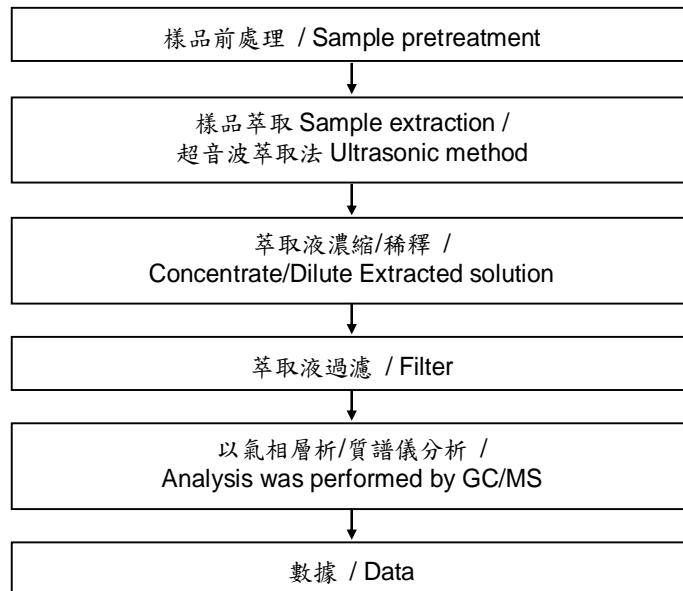 樣品前處理 / Sample pretreatment
樣品萃取 Sample extraction /
超音波萃取法 Ultrasonic method
萃取液濃縮/稀釋 /
Concentrate/Dilute Extracted solution
萃取液過濾 / Filter
以氣相層析/質譜儀分析 /
Analysis was performed by GC/MS
數據 / Data